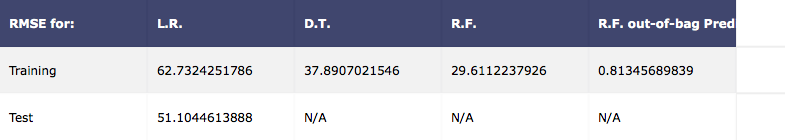 RMSE for: L.R. D.T. R.F. R.F. out-of-bag Pred
Training 62.7324251786 37.8907021546 29.6112237926 0.81345689839
Test 51.1044613888 N/A N/A N/A